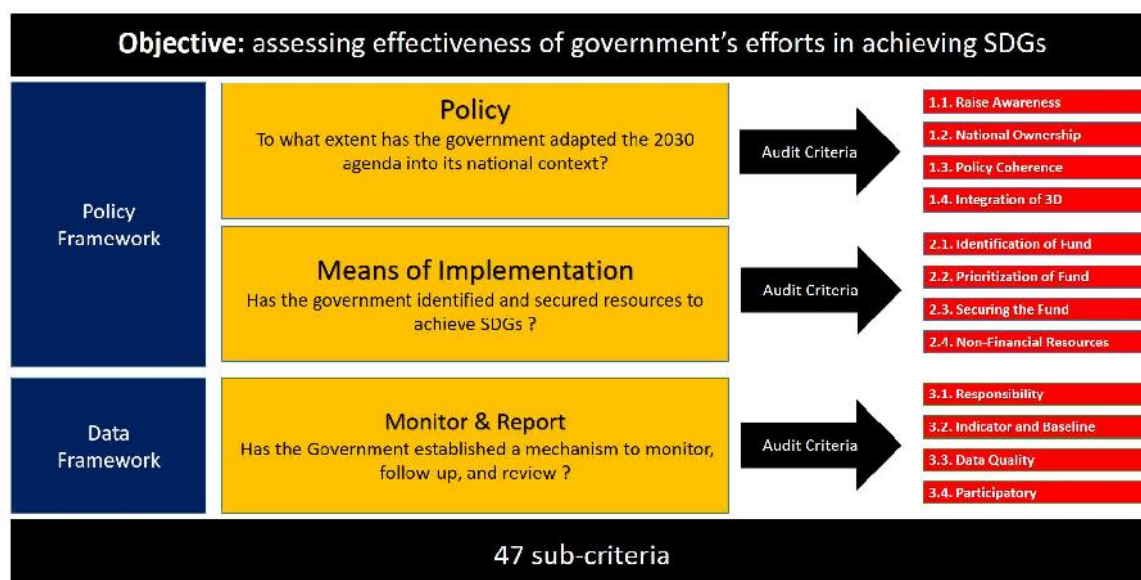 Objective: assessing effectiveness of government's efforts in achieving SDGs
Policy
Framework
Policy
To what extent has the government adapted the 2030
agenda into its national context?
Audit Criteria
1.1. Raise Awareness
1.2. National Ownership
1.3. Policy Coherence
1.4. Integration of 3D
Means of Implementation
Has the government identified and secured resources to
achieve SDGs ?
Audit Criteria
2.1. Identification of Fund
2.2. Prioritization of Fund
2.3. Securing the Fund
2.4. Non-Financial Resources
Data
Framework
Monitor & Report
Has the Government established a mechanism to monitor,
follow-up, and review ?
Audit Criteria
3.1. Responsibility
3.2. Indicator and Baseline
3.3. Data Quality
3.4. Participatory
47 sub-criteria